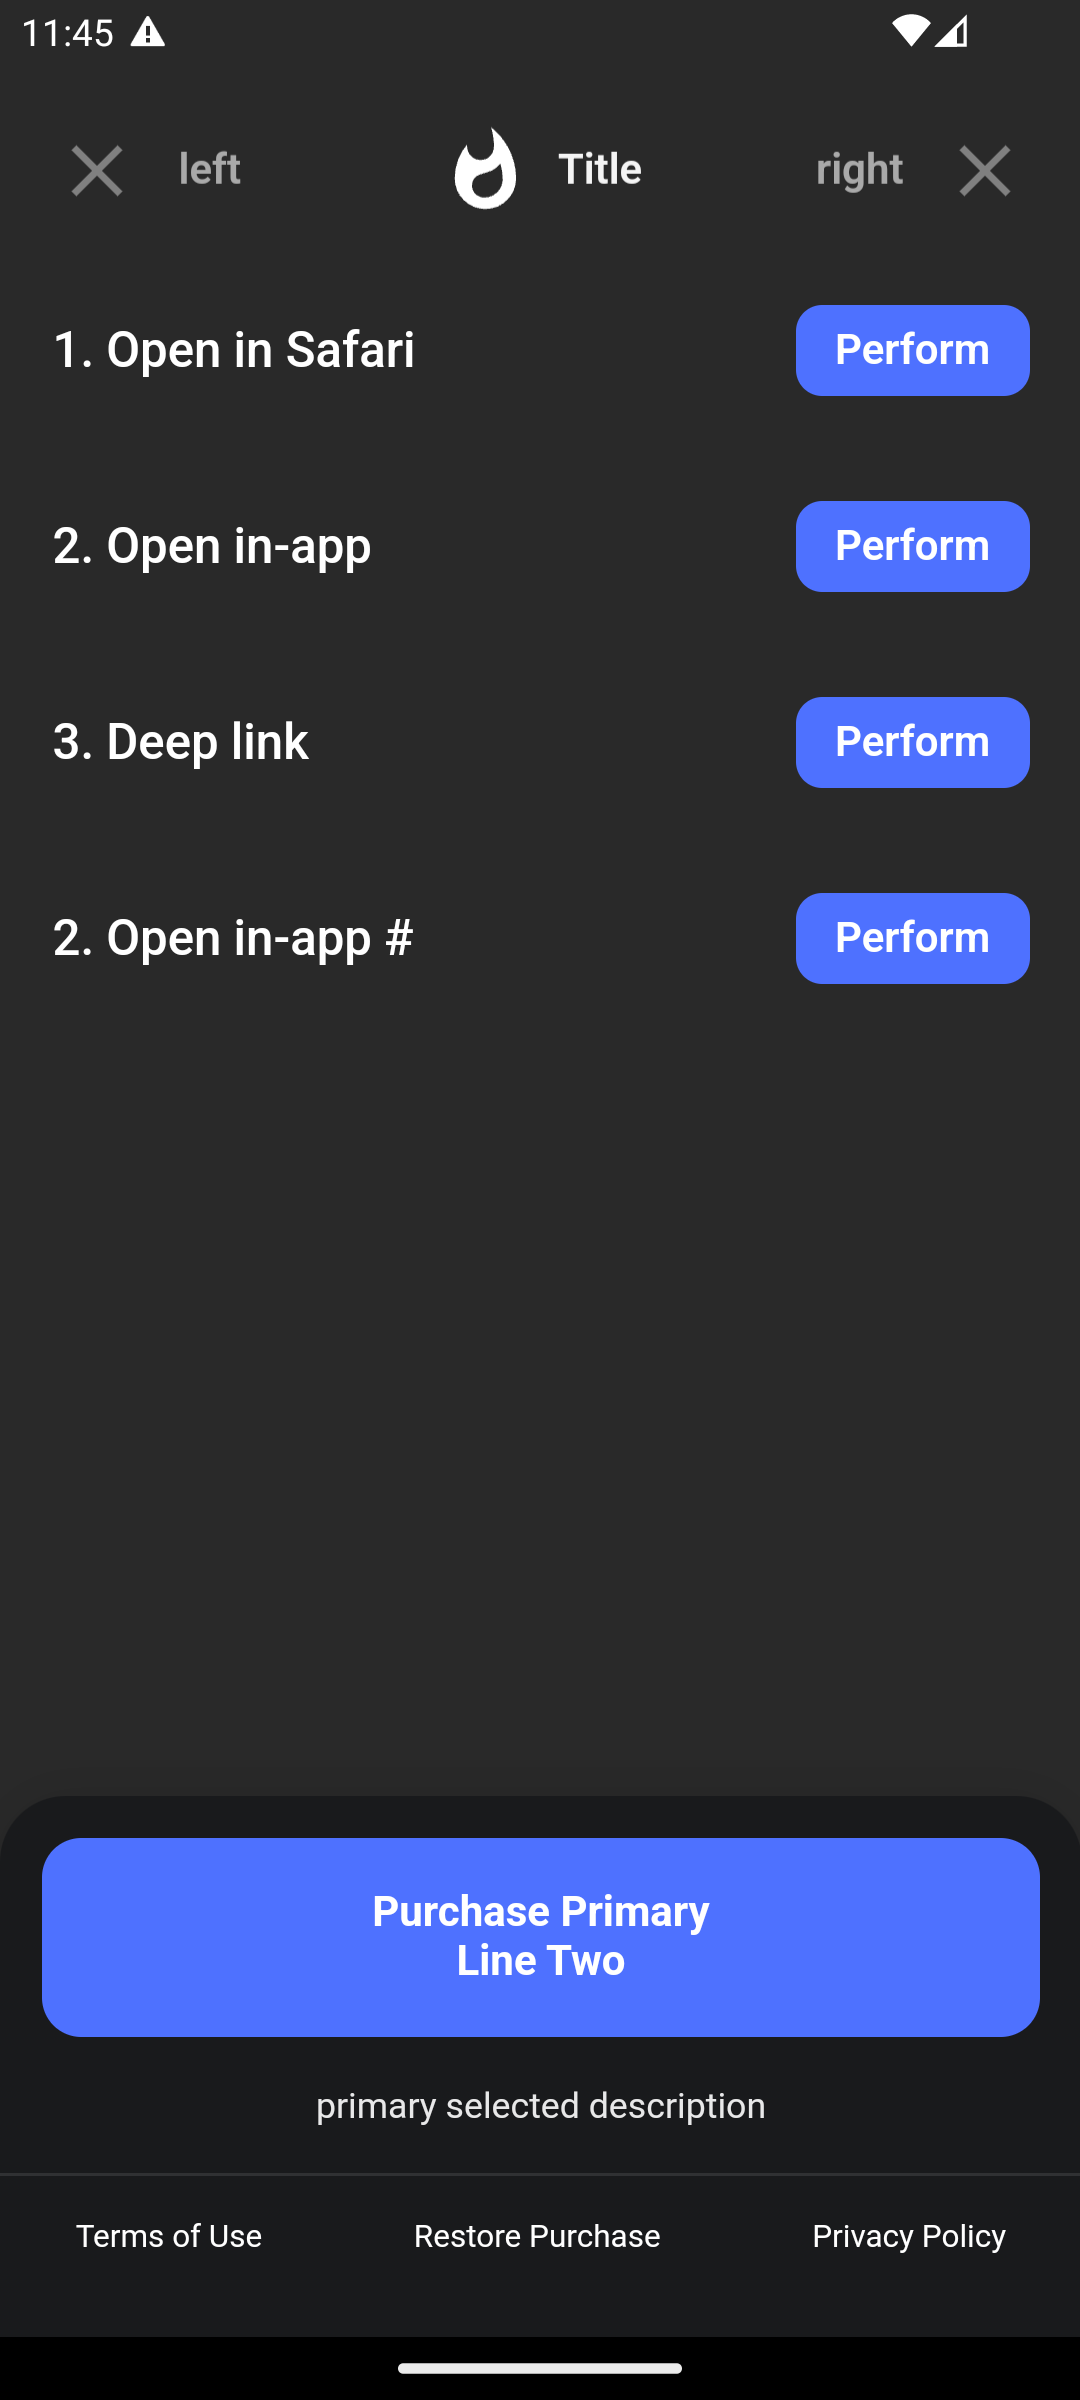 11:45
left
Title
right
1. Open in Safari
Perform
2. Open in-app
Perform
3. Deep link
Perform
2. Open in-app #
Perform
Purchase Primary
Line Two
primary selected description
Terms of Use
Restore Purchase
Privacy Policy